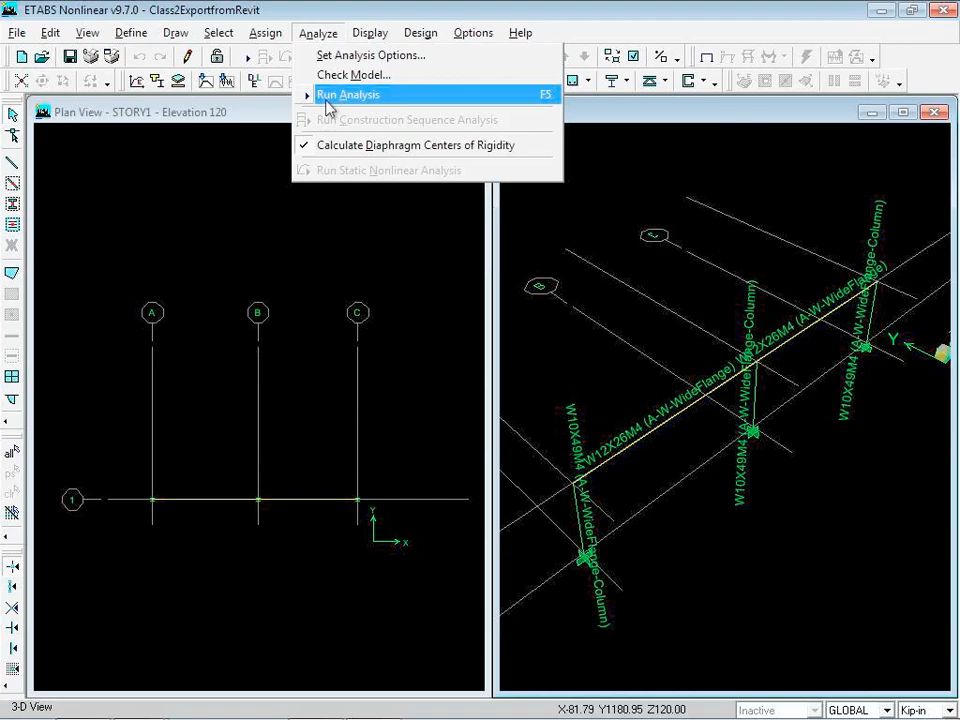 ETABS Nonlinear v9.7.0 - Class2ExportfromRevit
File Edit View Define Draw Select Assign Analyze Display Design Options Help
Set Analysis Options...
Check Model...
Run Analysis F5
Run Construction Sequence Analysis
Calculate Diaphragm Centers of Rigidity
Run Static Nonlinear Analysis
Plan View - STORY1 - Elevation 120
all
ps
clr
A B C
1
Y
X
B
W10X49M4 (A-W-WideFlange-Column)
W12X26M4 (A-W-WideFlange)
W10X49M4 (A-W-WideFlange-Column)
W12X26M4 (A-W-WideFlange)
W10X49M4 (A-W-WideFlange-Column)
Y
3-D View
X-81.79 Y1180.95 Z120.00
Inactive
GLOBAL
Kip-in